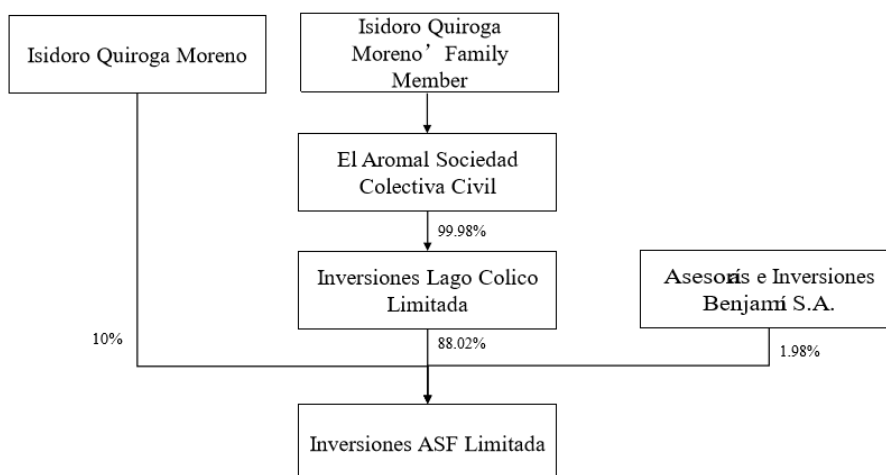 Isidoro Quiroga Moreno
Isidoro Quiroga
Moreno’ Family
Member
El Aromal Sociedad
Colectiva Civil
99.98%
Inversiones Lago Colico
Limitada
Asesorís e Inversiones
Benjamí S.A.
10%
88.02%
1.98%
Inversiones ASF Limitada